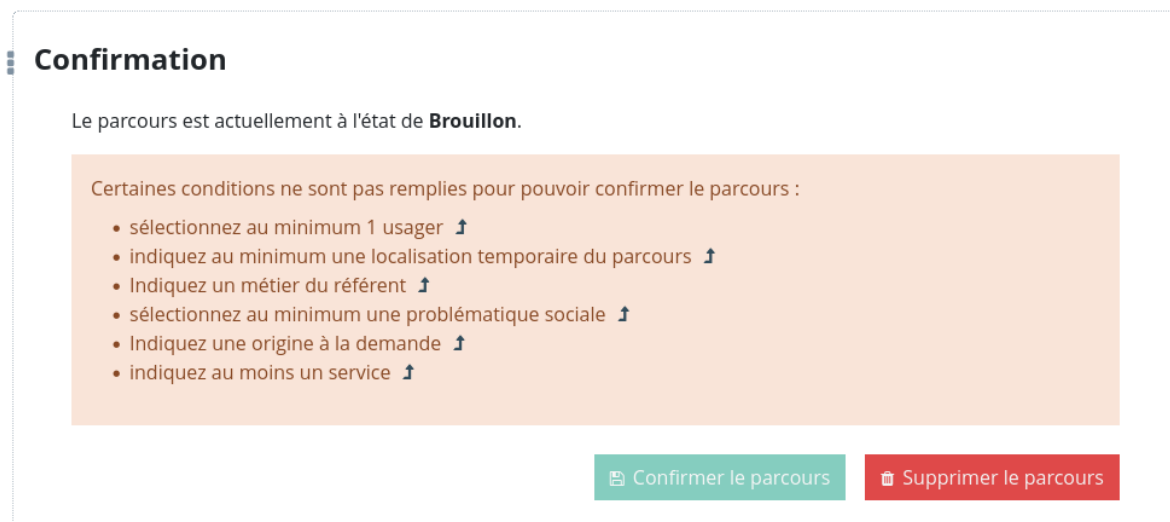 Confirmation
Le parcours est actuellement à l'état de Brouillon.
Certaines conditions ne sont pas remplies pour pouvoir confirmer le parcours :
sélectionnez au minimum 1 usager
indiquez au minimum une localisation temporaire du parcours
Indiquez un métier du référent
sélectionnez au minimum une problématique sociale
Indiquez une origine à la demande
indiquez au moins un service
Confirmer le parcours
Supprimer le parcours